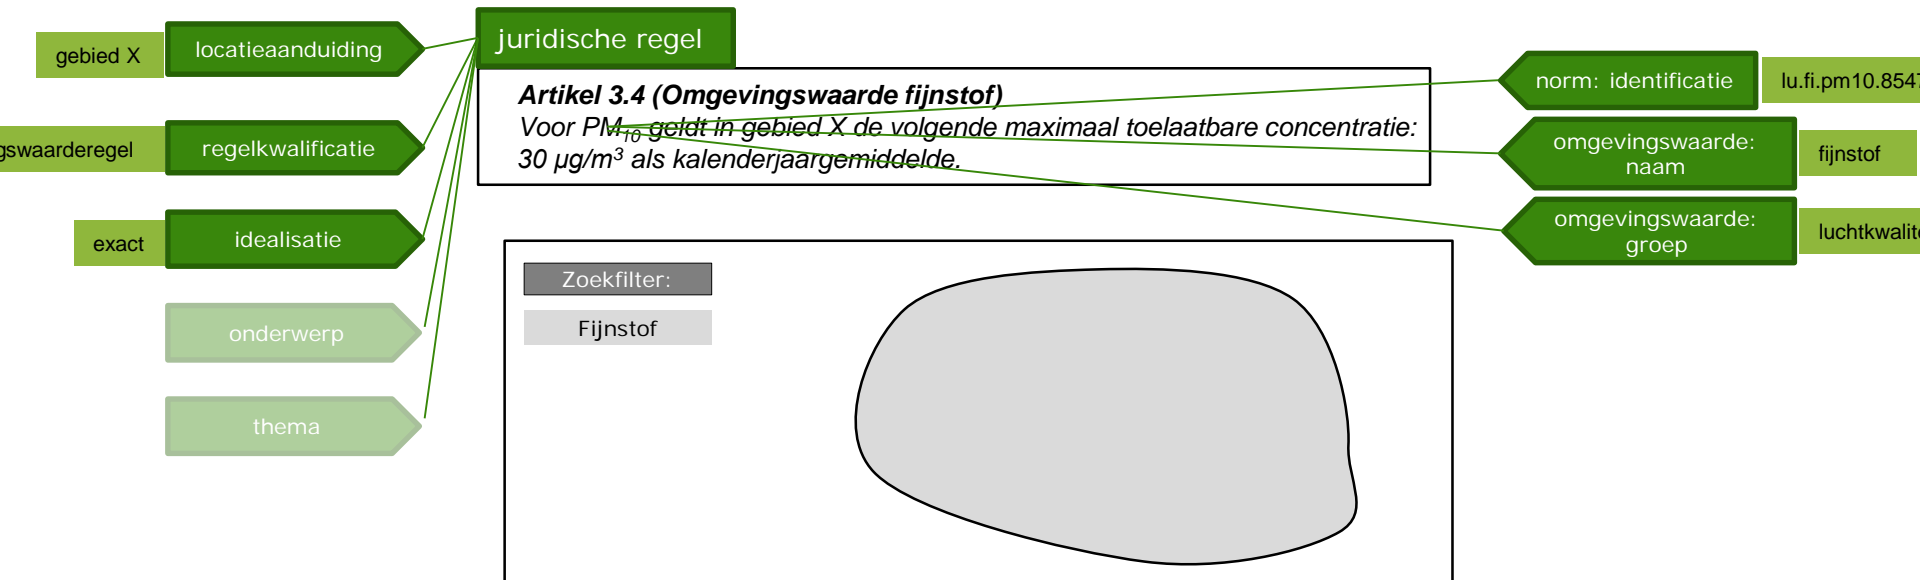 juridische regel
gebied X
locatieaanduiding
Artikel 3.4 (Omgevingswaarde fijnstof)
Voor PM10 geldt in gebied X de volgende maximaal toelaatbare concentratie:
30 µg/m3 als kalenderjaargemiddelde.
norm: identificatie
lu.fi.pm10.8547
gswaarderegel
regelkwalificatie
omgevingswaarde:
naam
fijnstof
exact
idealisatie
omgevingswaarde:
groep
luchtkwalite
onderwerp
thema
Zoekfilter:
Fijnstof